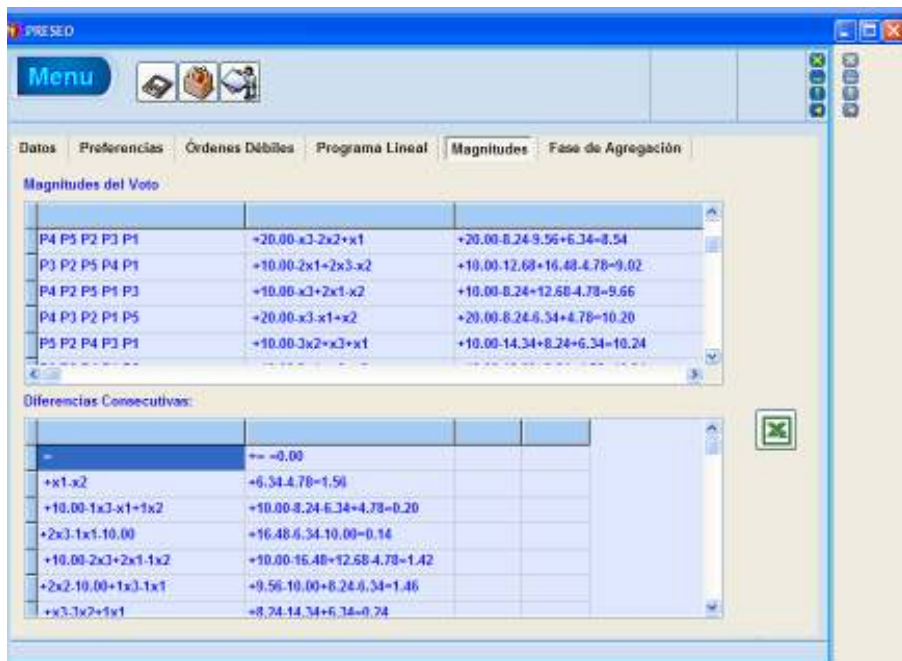 PRESEO
Menu
Datos Preferencias Órdenes Débiles Programa Lineal Magnitudes Fase de Agregación
Magnitudes del Voto
P4 P5 P2 P3 P1 +20.00-x3-2x2+x1 +20.00-8.24-9.56+6.34=8.54
P3 P2 P5 P4 P1 +10.00-2x1+2x3-x2 +10.00-12.68+16.48-4.78=9.02
P4 P2 P5 P1 P3 +10.00-x3+2x1-x2 +10.00-8.24+12.68-4.78=9.66
P4 P3 P2 P1 P5 +20.00-x3-x1+x2 +20.00-8.24-6.34+4.78=10.20
P5 P2 P4 P3 P1 +10.00-3x2+x3+x1 +10.00-14.34+8.24+6.34=10.24
Diferencias Consecutivas:
= += =0.00
+x1-x2 +6.34-4.78=1.56
+10.00-1x3-x1+1x2 +10.00-8.24-6.34+4.78=0.20
+2x3-1x1-10.00 +16.48-6.34-10.00=0.14
+10.00-2x3+2x1-1x2 +10.00-16.48+12.68-4.78=1.42
+2x2-10.00+1x3-1x1 +9.56-10.00+8.24-6.34=1.46
+x3-3x2+1x1 +8.24-14.34+6.34=0.24